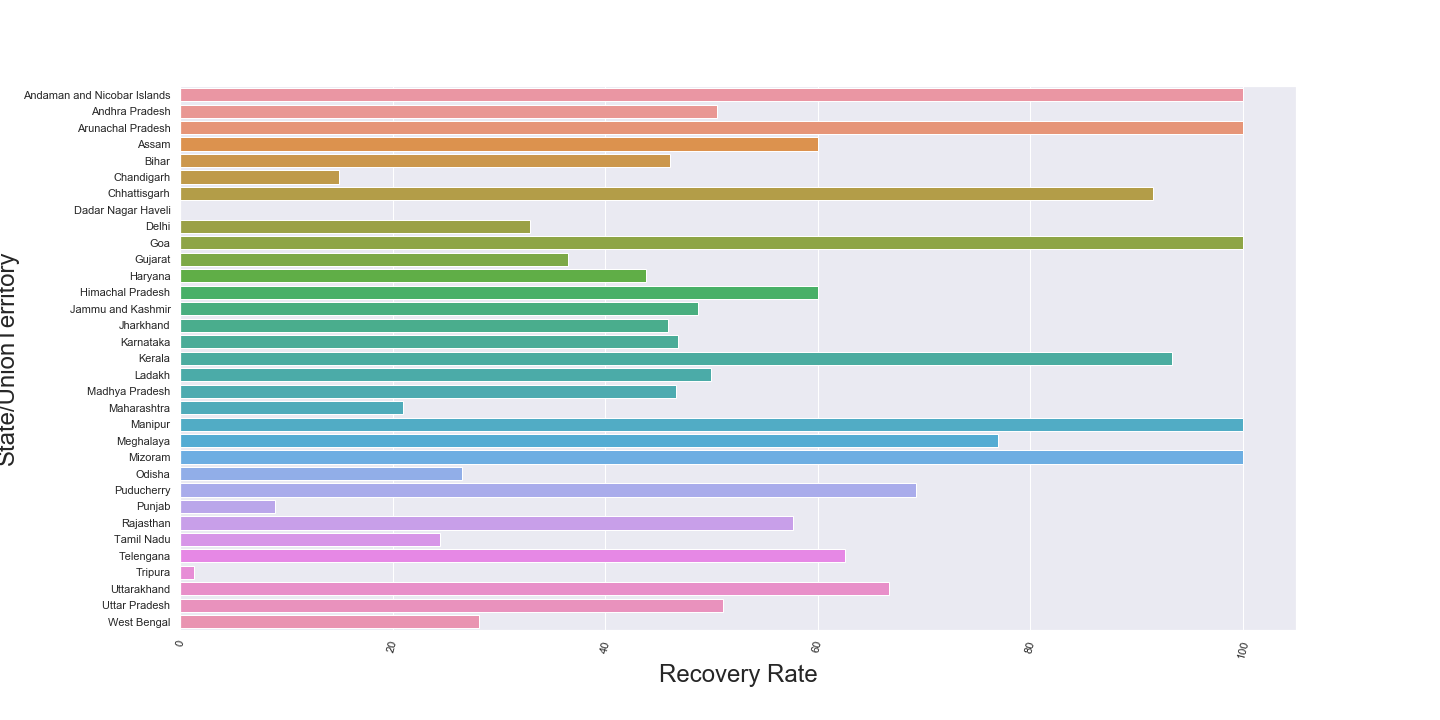 State/UnionTerritory
Andaman and Nicobar Islands
Andhra Pradesh
Arunachal Pradesh
Assam
Bihar
Chandigarh
Chhattisgarh
Dadar Nagar Haveli
Delhi
Goa
Gujarat
Haryana
Himachal Pradesh
Jammu and Kashmir
Jharkhand
Karnataka
Kerala
Ladakh
Madhya Pradesh
Maharashtra
Manipur
Meghalaya
Mizoram
Odisha
Puducherry
Punjab
Rajasthan
Tamil Nadu
Telengana
Tripura
Uttarakhand
Uttar Pradesh
West Bengal
0 20 40 60 80 100
Recovery Rate